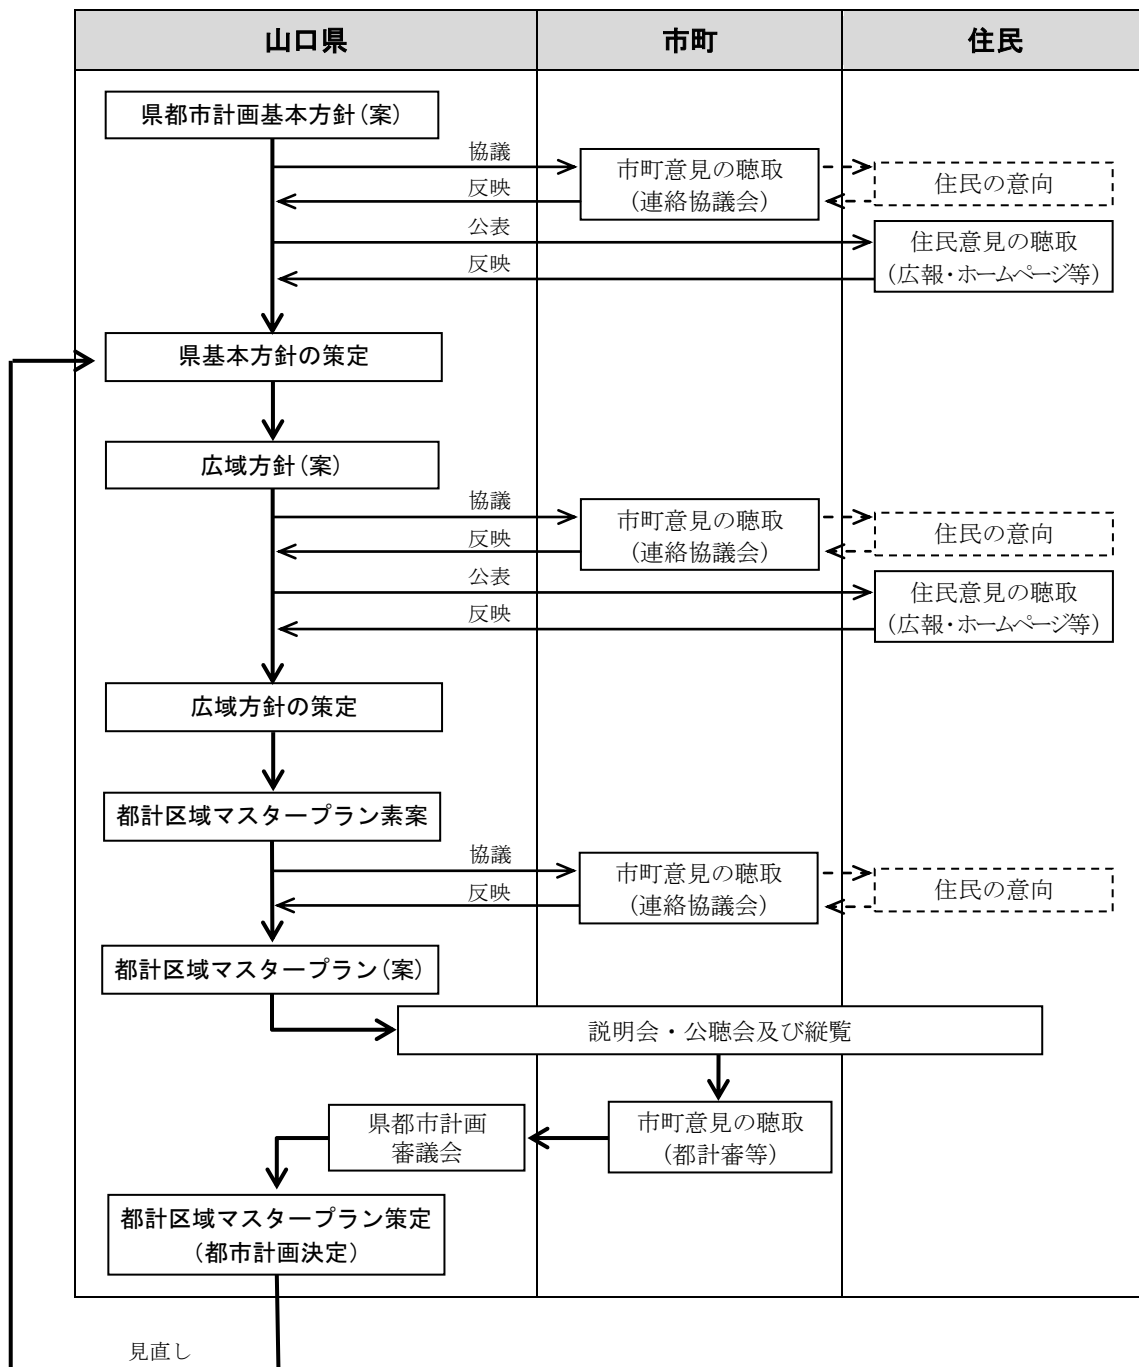 山口県
市町
住民
県都市計画基本方針(案)
協議
市町意見の聴取
(連絡協議会)
住民の意向
反映
公表
住民意見の聴取
(広報・ホームページ等)
反映
県基本方針の策定
広域方針(案)
協議
市町意見の聴取
(連絡協議会)
住民の意向
反映
公表
住民意見の聴取
(広報・ホームページ等)
反映
広域方針の策定
都計区域マスタープラン素案
協議
市町意見の聴取
(連絡協議会)
住民の意向
反映
都計区域マスタープラン(案)
説明会・公聴会及び縦覧
県都市計画
審議会
市町意見の聴取
(都計審等)
都計区域マスタープラン策定
(都市計画決定)
見直し